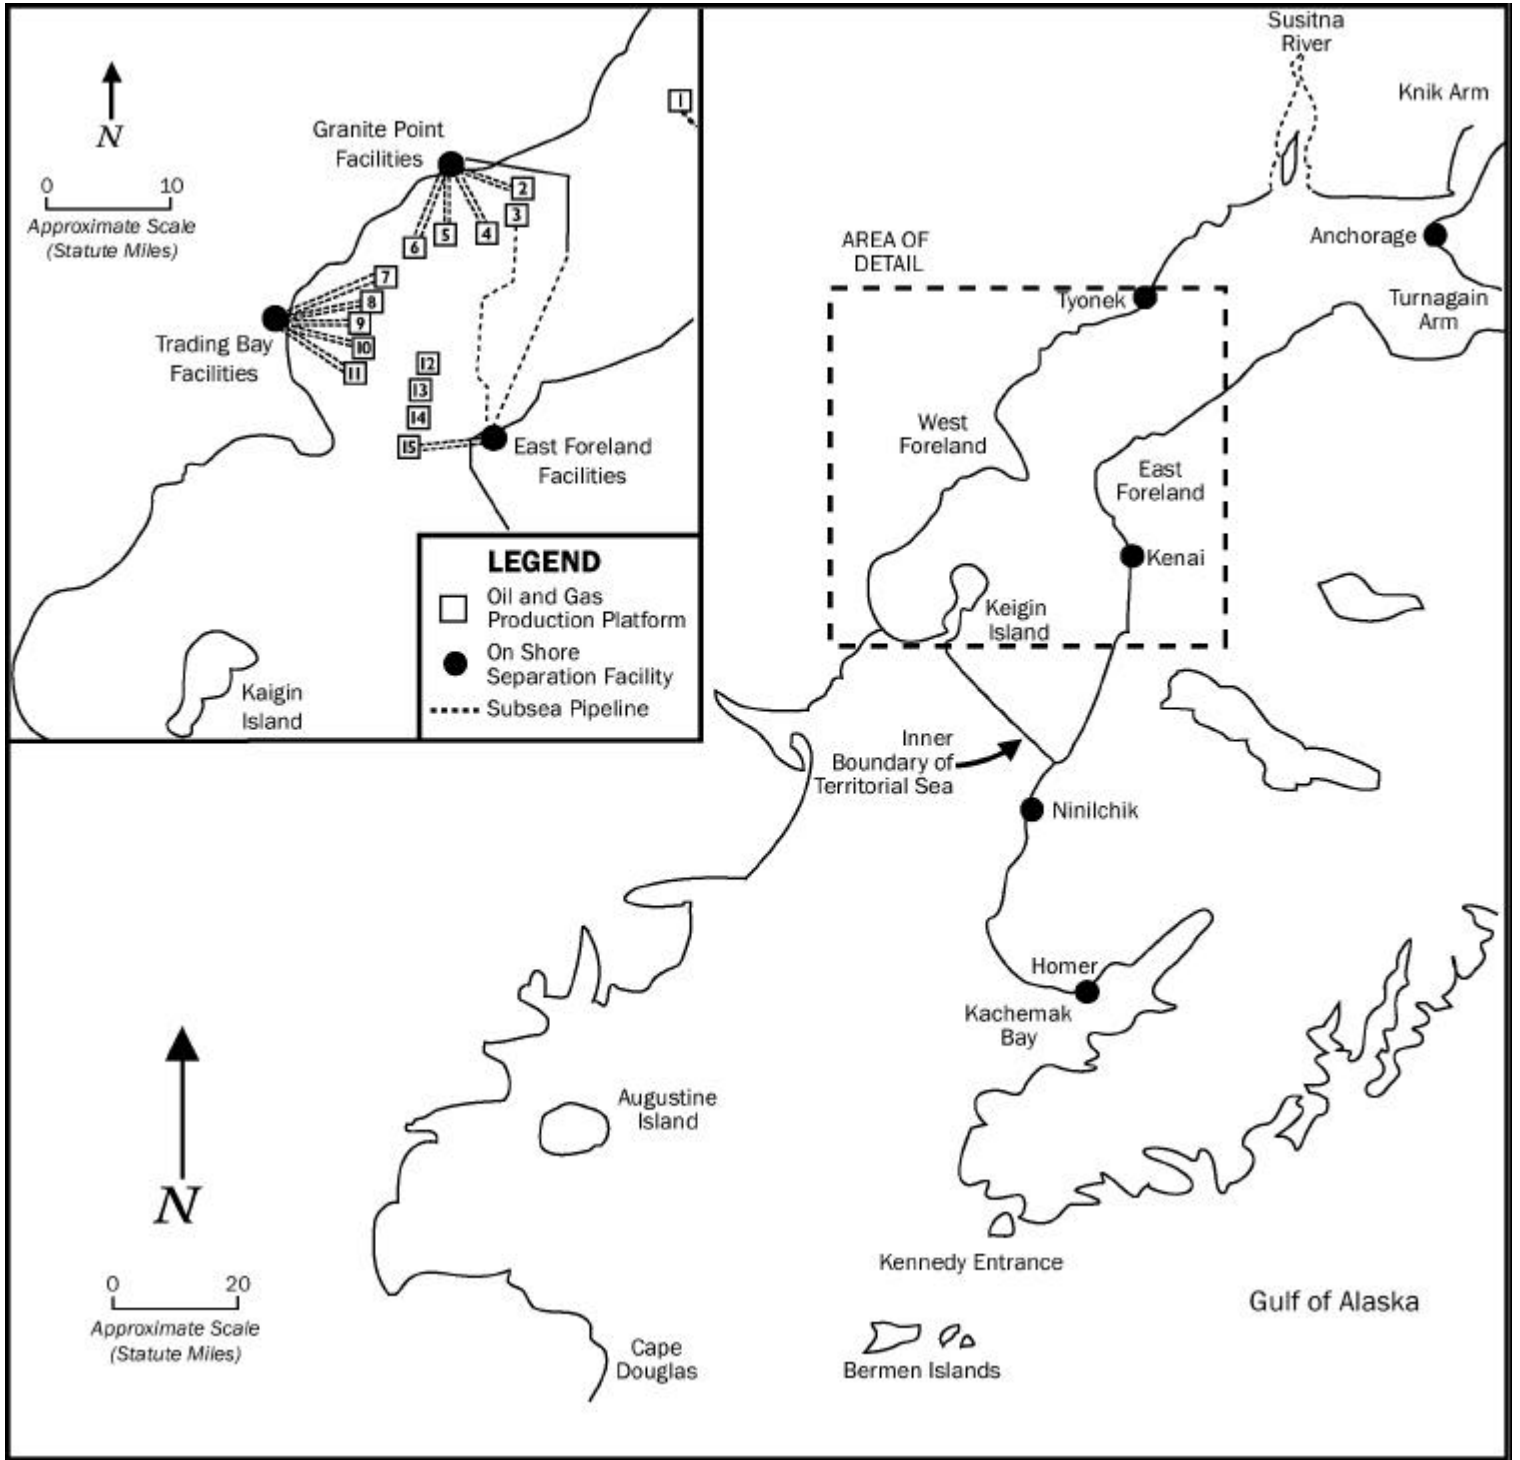 N
0 10
Approximate Scale
(Statute Miles)
Granite Point
Facilities
1
2
3
4
5
6
7
8
9
10
11
Trading Bay
Facilities
12
13
14
15
East Foreland
Facilities
Kaigin
Island
LEGEND
Oil and Gas
Production Platform
On Shore
Separation Facility
Subsea Pipeline
Susitna
River
Knik Arm
Anchorage
AREA OF
DETAIL
Tyonek
Turnagain
Arm
West
Foreland
East
Foreland
Kenai
Keigin
Island
Inner
Boundary of
Territorial Sea
Ninilchik
Homer
Kachemak
Bay
Augustine
Island
N
0 20
Approximate Scale
(Statute Miles)
Kennedy Entrance
Gulf of Alaska
Cape
Douglas
Bermen Islands